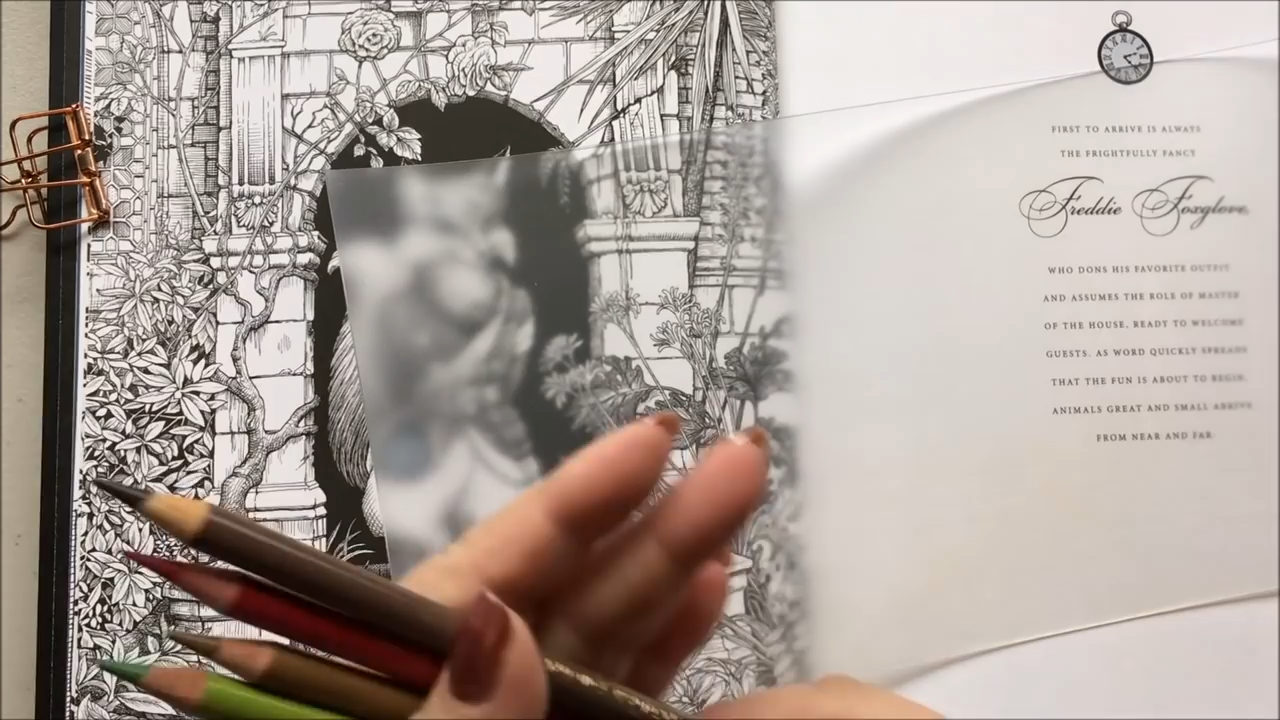 FIRST TO ARRIVE IS ALWAYS
THE FRIGHTFULLY FANCY
Freddie Foxglove,
WHO DONS HIS FAVORITE OUTFIT
AND ASSUMES THE ROLE OF MASTER
OF THE HOUSE, READY TO WELCOME
GUESTS. AS WORD QUICKLY SPREADS
THAT THE FUN IS ABOUT TO BEGIN,
ANIMALS GREAT AND SMALL ARRIVE
FROM NEAR AND FAR.